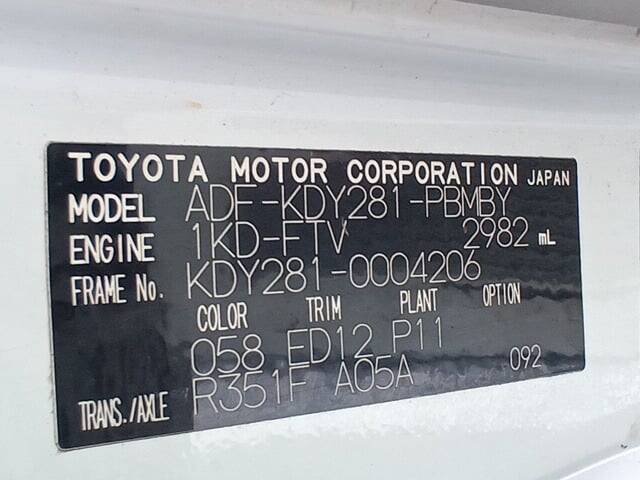 TOYOTA MOTOR CORPORATION JAPAN
MODEL ADF-KDY281-PBMBY
ENGINE 1KD-FTV 2982 mL
FRAME No. KDY281-0004206
COLOR TRIM PLANT OPTION
058 ED12 P11 092
TRANS./AXLE R351F A05A